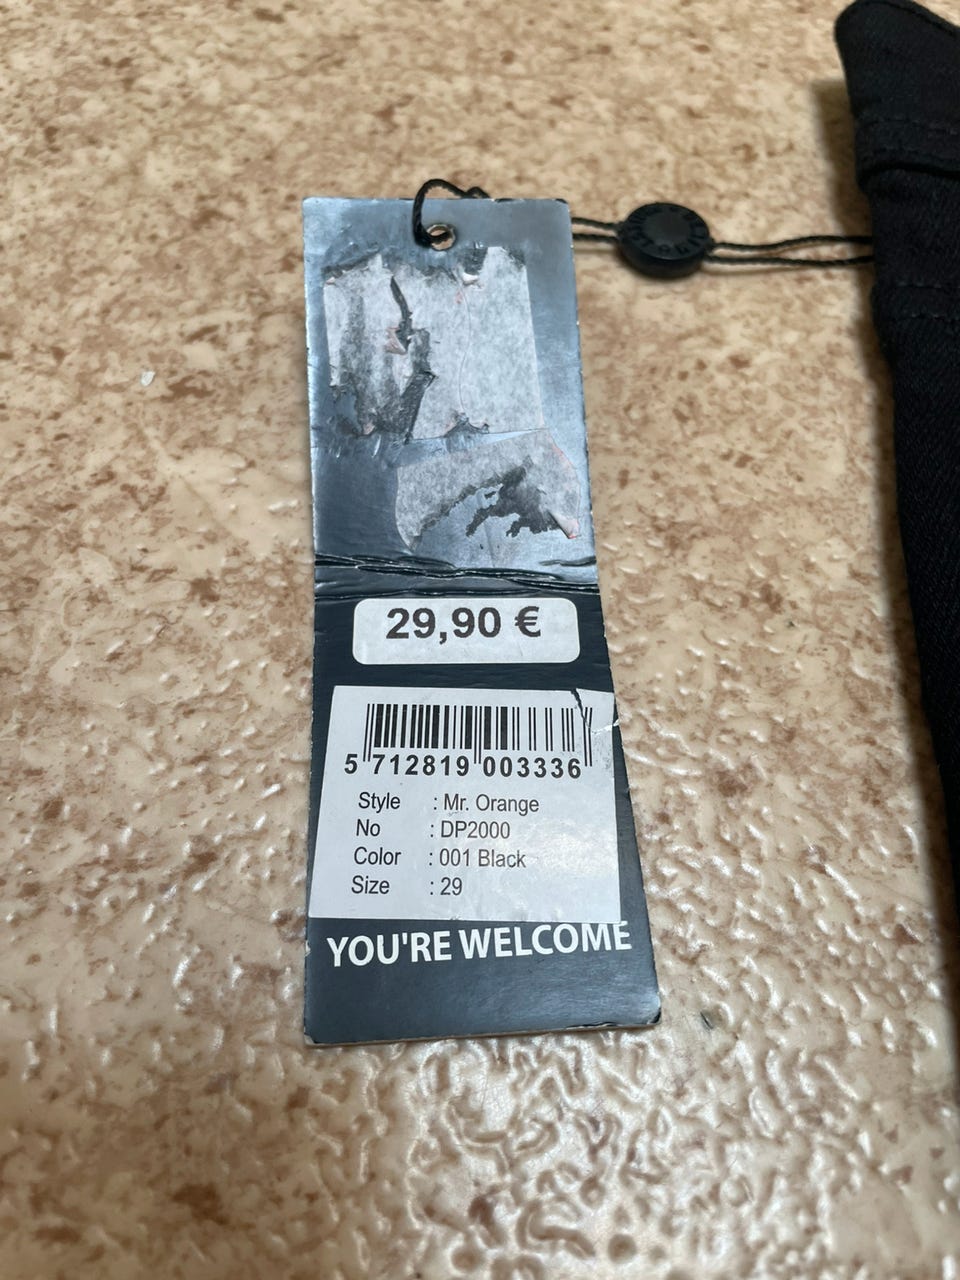 29,90 €
5 712819 003336
Style : Mr. Orange
No : DP2000
Color : 001 Black
Size : 29
YOU'RE WELCOME